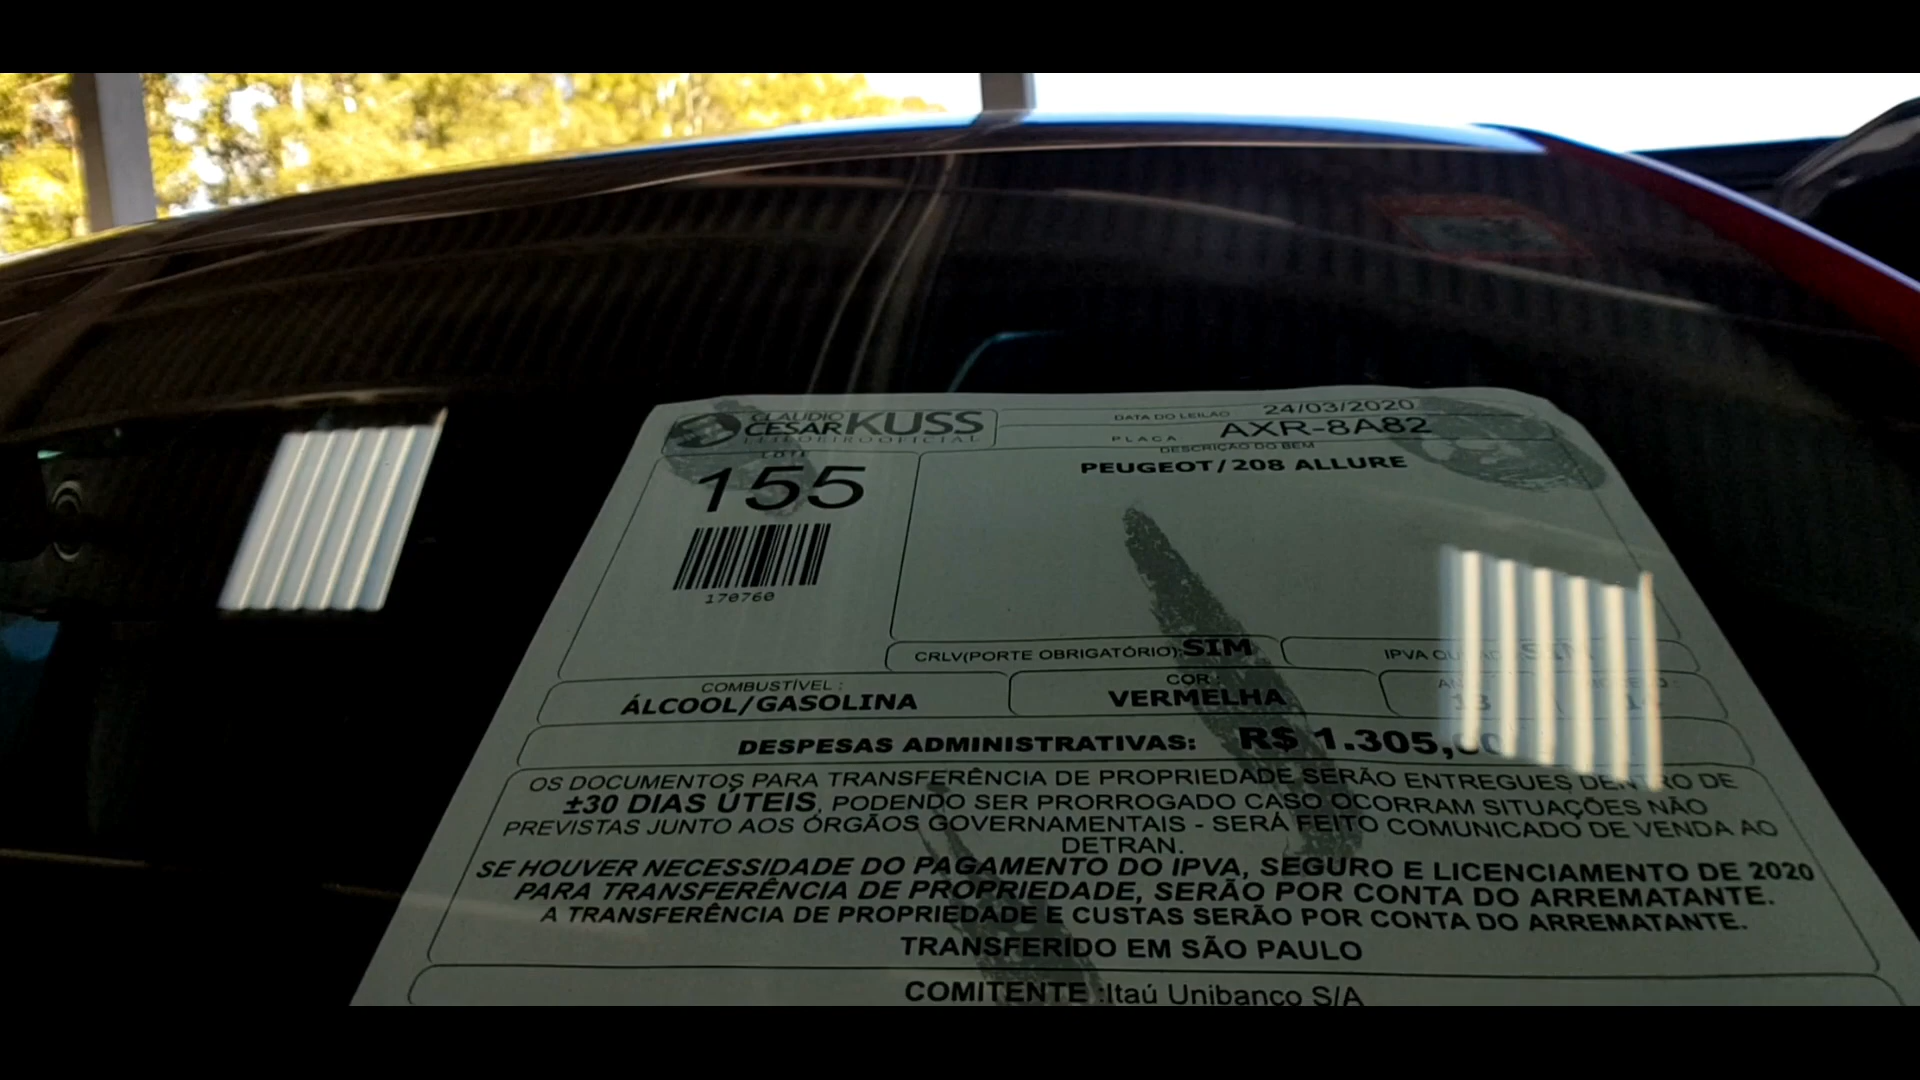 CLAUDIO
CESAR KUSS
LEILOEIRO OFICIAL
DATA DO LEILAO : 24/03/2020
PLACA AXR-8A82
LOTE
155
170760
DESCRIÇÃO DO BEM
PEUGEOT/208 ALLURE
CRLV(PORTE OBRIGATÓRIO):SIM
IPVA SIM
COMBUSTÍVEL :
ÁLCOOL/GASOLINA
COR :
VERMELHA
13
DESPESAS ADMINISTRATIVAS: R$ 1.305,00
OS DOCUMENTOS PARA TRANSFERÊNCIA DE PROPRIEDADE SERÃO ENTREGUES DENTRO DE
±30 DIAS ÚTEIS, PODENDO SER PRORROGADO CASO OCORRAM SITUAÇÕES NÃO
PREVISTAS JUNTO AOS ÓRGÃOS GOVERNAMENTAIS - SERÁ FEITO COMUNICADO DE VENDA AO
DETRAN.
SE HOUVER NECESSIDADE DO PAGAMENTO DO IPVA, SEGURO E LICENCIAMENTO DE 2020
PARA TRANSFERÊNCIA DE PROPRIEDADE, SERÃO POR CONTA DO ARREMATANTE.
A TRANSFERÊNCIA DE PROPRIEDADE E CUSTAS SERÃO POR CONTA DO ARREMATANTE.
TRANSFERIDO EM SÃO PAULO
COMITENTE :Itaú Unibanco S/A